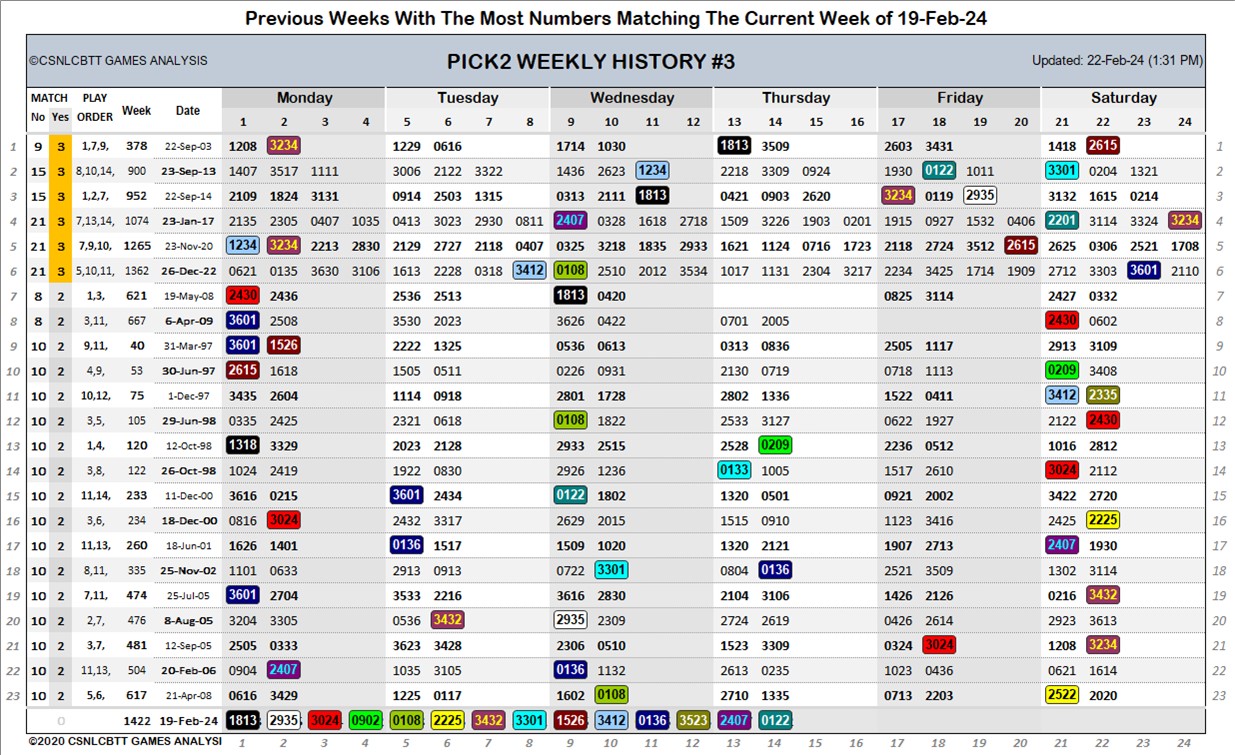 Previous Weeks With The Most Numbers Matching The Current Week of 19-Feb-24
©CSNLCBTT GAMES ANALYSIS PICK2 WEEKLY HISTORY #3 Updated: 22-Feb-24 (1:31 PM)
MATCH PLAY Week Date Monday Tuesday Wednesday Thursday Friday Saturday
No Yes ORDER 1 2 3 4 5 6 7 8 9 10 11 12 13 14 15 16 17 18 19 20 21 22 23 24
1 9 3 1,7,9, 378 22-Sep-03 1208 3234 1229 0616 1714 1030 1813 3509 2603 3431 1418 2615 1
2 15 3 8,10,14, 900 23-Sep-13 1407 3517 1111 3006 2122 3322 1436 2623 1234 2218 3309 0924 1930 0122 1011 3301 0204 1321 2
3 15 3 1,2,7, 952 22-Sep-14 2109 1824 3131 0914 2503 1315 0313 2111 1813 0421 0903 2620 3234 0119 2935 3132 1615 0214 3
4 21 3 7,13,14, 1074 23-Jan-17 2135 2305 0407 1035 0413 3023 2930 0811 2407 0328 1618 2718 1509 3226 1903 0201 1915 0927 1532 0406 2201 3114 3324 3234 4
5 21 3 7,9,10, 1265 23-Nov-20 1234 3234 2213 2830 2129 2727 2118 0407 0325 3218 1835 2933 1621 1124 0716 1723 2118 2724 3512 2615 2625 0306 2521 1708 5
6 21 3 5,10,11, 1362 26-Dec-22 0621 0135 3630 3106 1613 2228 0318 3412 0108 2510 2012 3534 1017 1131 2304 3217 2234 3425 1714 1909 2712 3303 3601 2110 6
7 8 2 1,3, 621 19-May-08 2430 2436 2536 2513 1813 0420 0825 3114 2427 0332 7
8 8 2 3,11, 667 6-Apr-09 3601 2508 3530 2023 3626 0422 0701 2005 2430 0602 8
9 10 2 9,11, 40 31-Mar-97 3601 1526 2222 1325 0536 0613 0313 0836 2505 1117 2913 3109 9
10 10 2 4,9, 53 30-Jun-97 2615 1618 1505 0511 0226 0931 2130 0719 0718 1113 0209 3408 10
11 10 2 10,12, 75 1-Dec-97 3435 2604 1114 0918 2801 1728 2802 1336 1522 0411 3412 2335 11
12 10 2 3,5, 105 29-Jun-98 0335 2425 2321 0618 0108 1822 2533 3127 0622 1927 2122 2430 12
13 10 2 1,4, 120 12-Oct-98 1318 3329 2023 2128 2933 2515 2528 0209 2236 0512 1016 2812 13
14 10 2 3,8, 122 26-Oct-98 1024 2419 1922 0830 2926 1236 0133 1005 1517 2610 3024 2112 14
15 10 2 11,14, 233 11-Dec-00 3616 0215 3601 2434 0122 1802 1320 0501 0921 2002 3422 2720 15
16 10 2 3,6, 234 18-Dec-00 0816 3024 2432 3317 2629 2015 1515 0910 1123 3416 2425 2225 16
17 10 2 11,13, 260 18-Jun-01 1626 1401 0136 1517 1509 1020 1320 2121 1907 2713 2407 1930 17
18 10 2 8,11, 335 25-Nov-02 1101 0633 2913 0913 0722 3301 0804 0136 2521 3509 1302 3114 18
19 10 2 7,11, 474 25-Jul-05 3601 2704 3533 2216 3616 2830 2104 3106 1426 2126 0216 3432 19
20 10 2 2,7, 476 8-Aug-05 3204 3305 0536 3432 2935 2309 2724 2619 0426 2614 2923 3613 20
21 10 2 3,7, 481 12-Sep-05 2505 0333 3623 3428 2306 0510 1523 3309 0324 3024 1208 3234 21
22 10 2 11,13, 504 20-Feb-06 0904 2407 1035 3105 0136 1132 2613 0235 1023 0436 0621 1614 22
23 10 2 5,6, 617 21-Apr-08 0616 3429 1225 0117 1602 0108 2710 1335 0713 2203 2522 2020 23
0 1422 19-Feb-24 1813 2935 3024 0902 0108 2225 3432 3301 1526 3412 0136 3523 2407 0122
©2020 CSNLCBTT GAMES ANALYSI 1 2 3 4 5 6 7 8 9 10 11 12 13 14 15 16 17 18 19 20 21 22 23 24